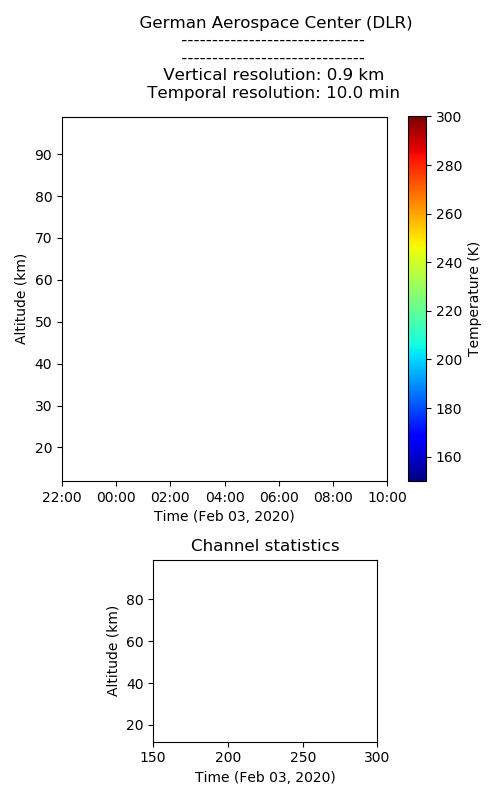 German Aerospace Center (DLR)
------------------------------
------------------------------
Vertical resolution: 0.9 km
Temporal resolution: 10.0 min
90
80
70
60
50
40
30
20
Altitude (km)
22:00 00:00 02:00 04:00 06:00 08:00 10:00
Time (Feb 03, 2020)
300
280
260
240
220
200
180
160
Temperature (K)
Channel statistics
80
60
40
20
Altitude (km)
150 200 250 300
Time (Feb 03, 2020)